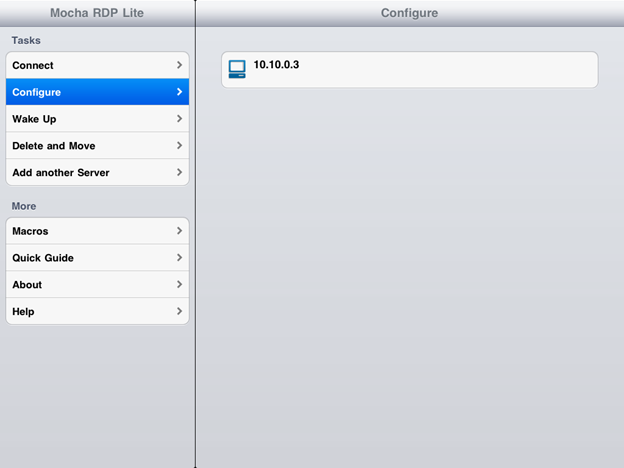 Mocha RDP Lite
Tasks
Connect
Configure
Wake Up
Delete and Move
Add another Server
More
Macros
Quick Guide
About
Help
Configure
10.10.0.3